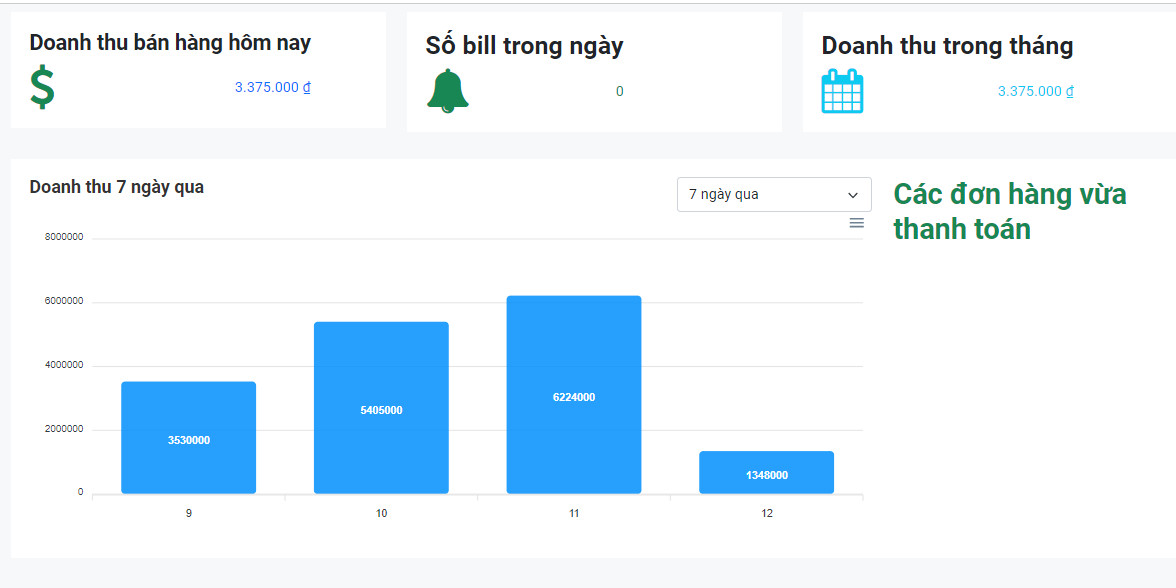 Doanh thu bán hàng hôm nay
3.375.000 ₫
Số bill trong ngày
0
Doanh thu trong tháng
3.375.000 ₫
Doanh thu 7 ngày qua
7 ngày qua
8000000
6000000
4000000
2000000
0
3530000
5405000
6224000
1348000
9
10
11
12
Các đơn hàng vừa
thanh toán